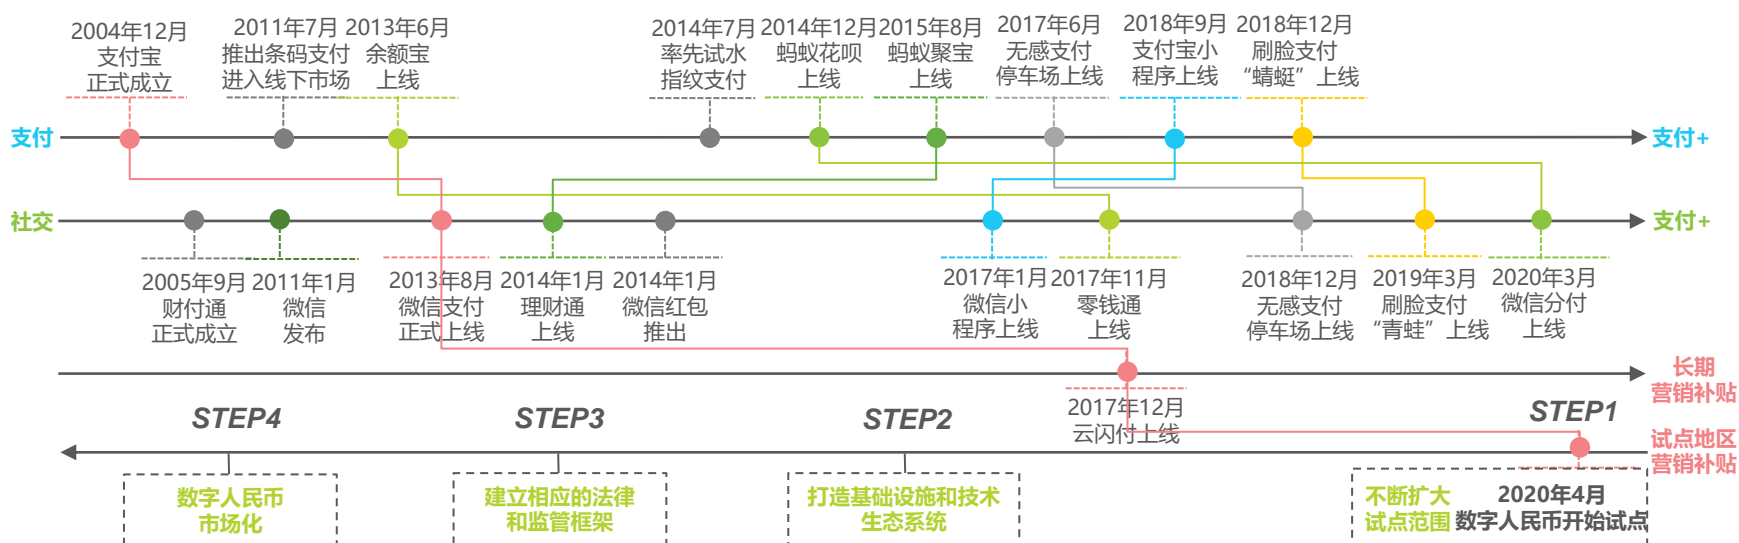 2004年12月
支付宝
正式成立
2011年7月
推出条码支付
进入线下市场
2013年6月
余额宝
上线
2014年7月
率先试水
指纹支付
2014年12月
蚂蚁花呗
上线
2015年8月
蚂蚁聚宝
上线
2017年6月
无感支付
停车场上线
2018年9月
支付宝小
程序上线
2018年12月
刷脸支付
“蜻蜓”上线
支付
支付+
社交
支付+
2005年9月
财付通
正式成立
2011年1月
微信
发布
2013年8月
微信支付
正式上线
2014年1月
理财通
上线
2014年1月
微信红包
推出
2017年1月
微信小
程序上线
2017年11月
零钱通
上线
2018年12月
无感支付
停车场上线
2019年3月
刷脸支付
“青蛙”上线
2020年3月
微信分付
上线
长期
营销补贴
2017年12月
云闪付上线
STEP4
STEP3
STEP2
STEP1
试点地区
营销补贴
数字人民币
市场化
建立相应的法律
和监管框架
打造基础设施和技术
生态系统
不断扩大
试点范围
2020年4月
数字人民币开始试点